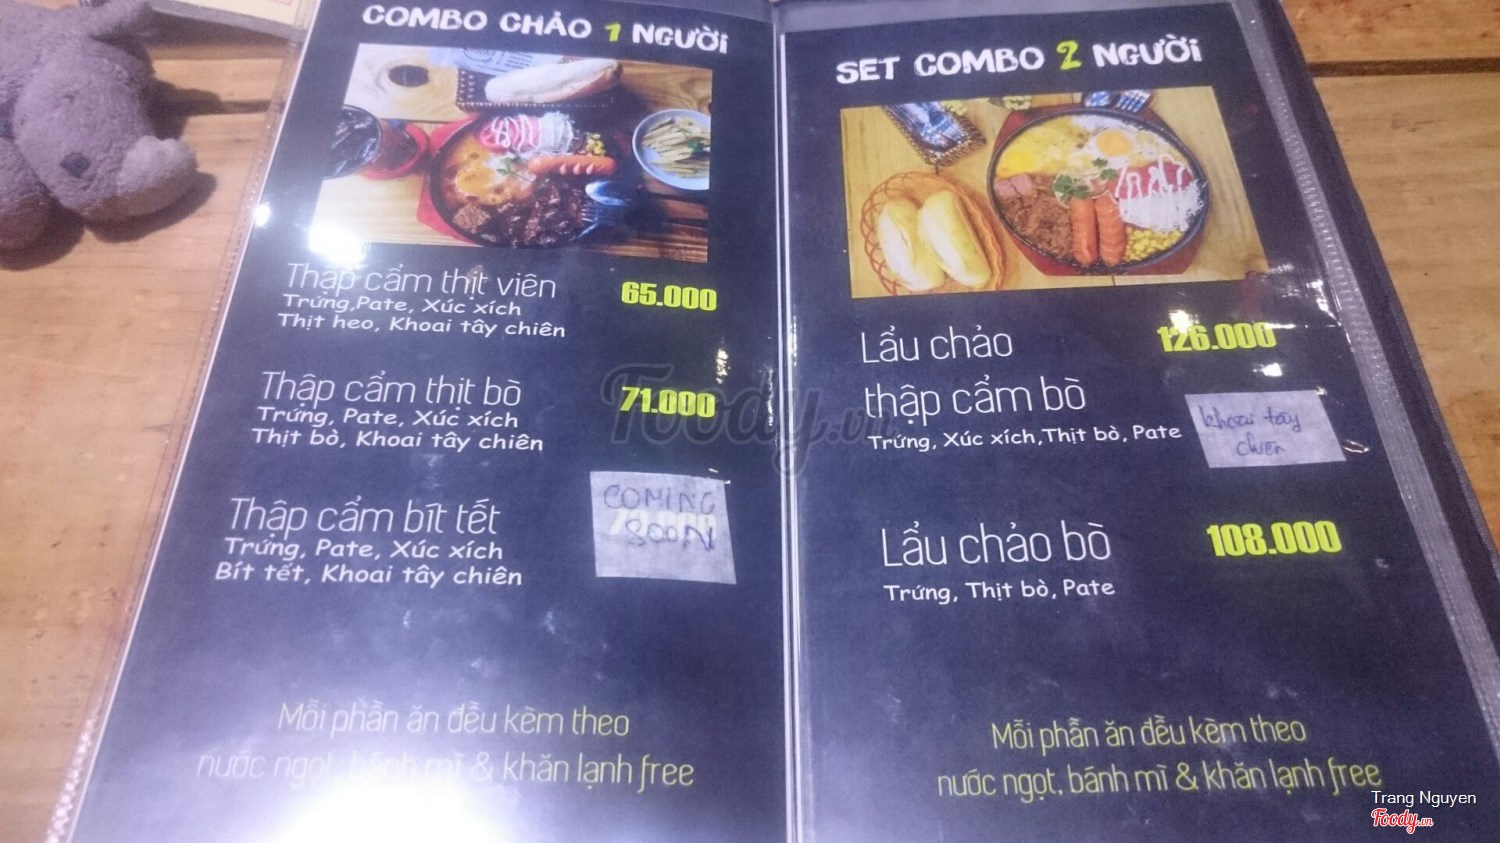 COMBO CHẢO 1 NGƯỜI
Thập cẩm thịt viên 65.000
Trứng,Pate, Xúc xích
Thịt heo, Khoai tây chiên
Thập cẩm thịt bò 71.000
Trứng, Pate, Xúc xích
Thịt bò, Khoai tây chiên
Thập cẩm bít tết
COMING
SOON
Trứng, Pate, Xúc xích
Bít tết, Khoai tây chiên
Mỗi phần ăn đều kèm theo
nước ngọt, bánh mì & khăn lạnh free
SET COMBO 2 NGƯỜI
Lẩu chảo 126.000
thập cẩm bò
Trứng, Xúc xích,Thịt bò, Pate
khoai tây
chiên
Lẩu chảo bò 108.000
Trứng, Thịt bò, Pate
Mỗi phần ăn đều kèm theo
nước ngọt, bánh mì & khăn lạnh free
Foody.vn
Trang Nguyen
Foody.vn